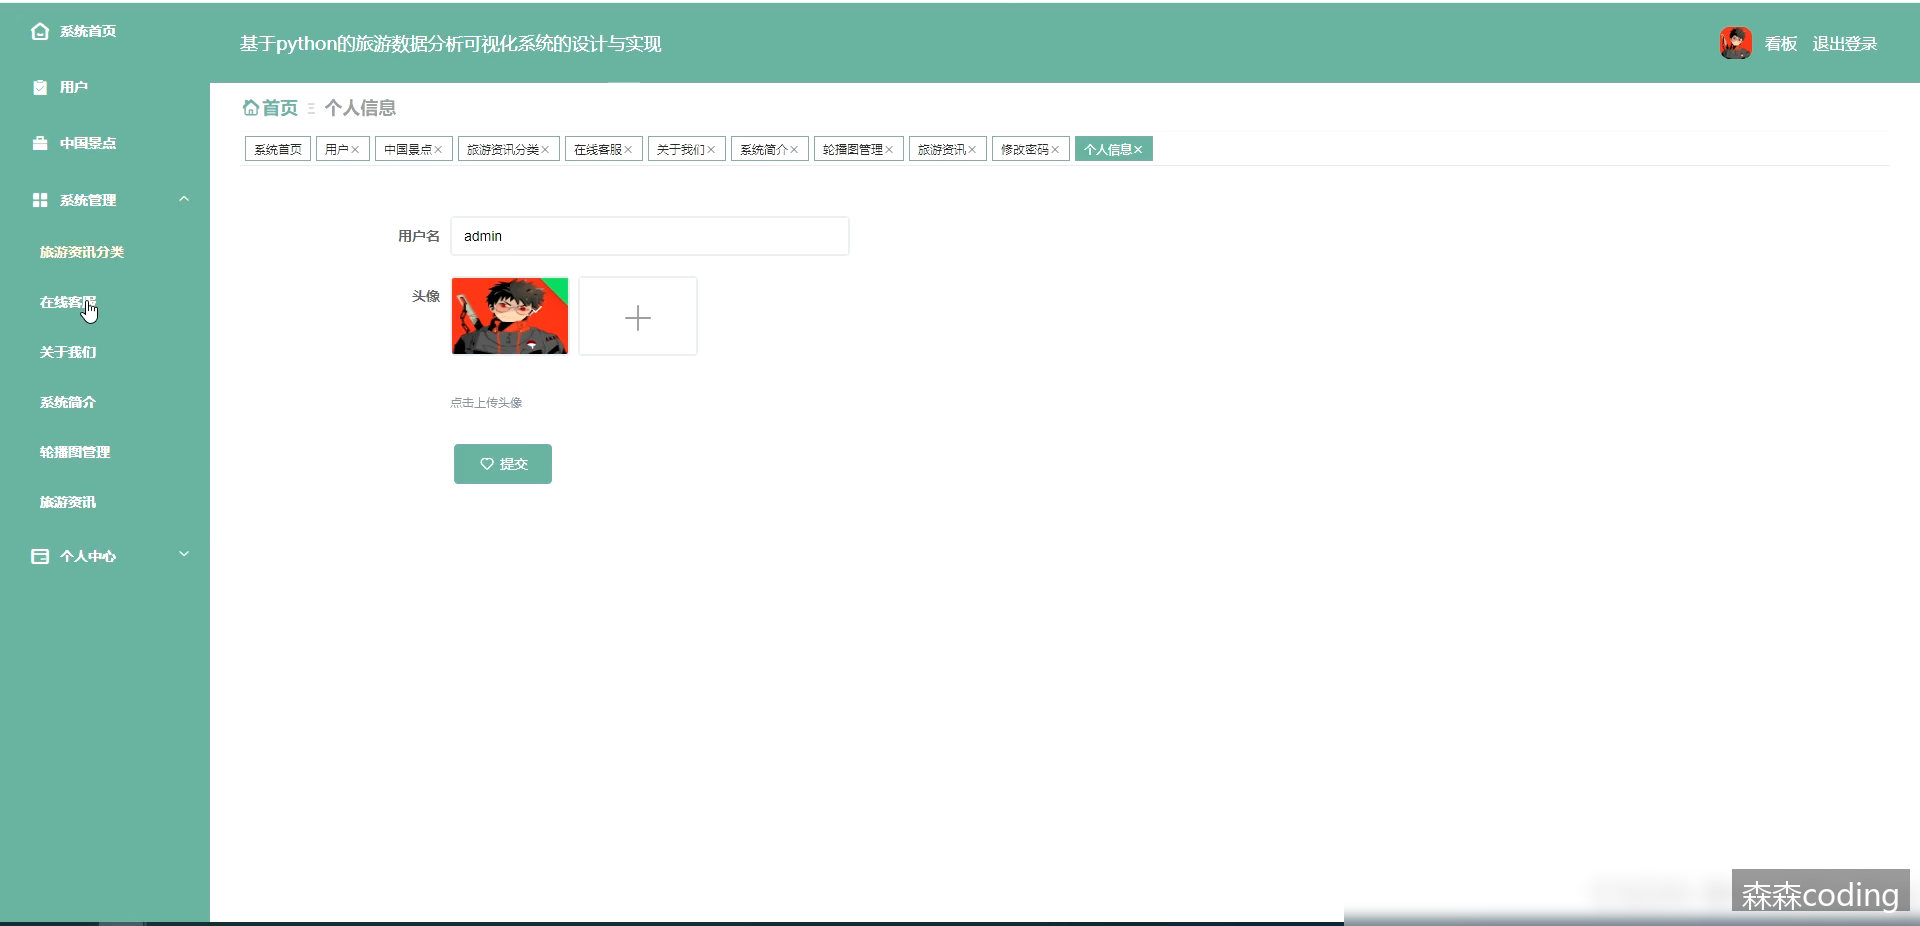 系统首页
用户
中国景点
系统管理
旅游资讯分类
在线客服
关于我们
系统简介
轮播图管理
旅游资讯
个人中心
基于python的旅游数据分析可视化系统的设计与实现
看板 退出登录
首页 个人信息
系统首页 用户× 中国景点× 旅游资讯分类× 在线客服× 关于我们× 系统简介× 轮播图管理× 旅游资讯× 修改密码× 个人信息×
用户名 admin
头像
点击上传头像
提交
森森coding